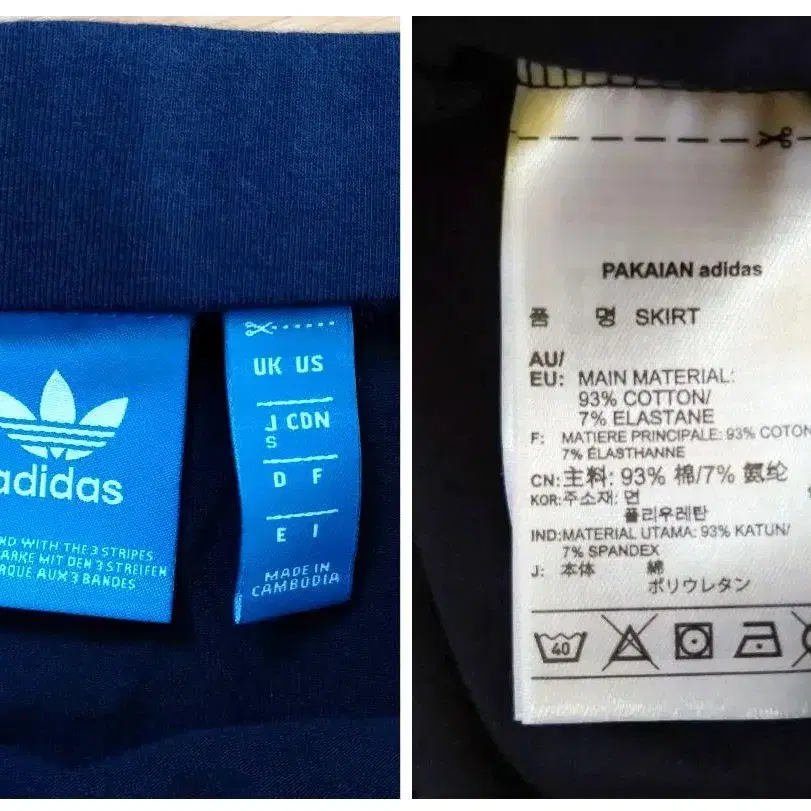 adidas
ND WITH THE 3 STRIPES
ARKE MIT DEN 3 STREIFEN
RQUE AUX 3 BANDES
UK US
J CDN
S
D F
E I
MADE IN
CAMBODIA
PAKAIAN adidas
품 명 SKIRT
AU/
EU: MAIN MATERIAL:
93% COTTON/
7% ELASTANE
F: MATIERE PRINCIPALE: 93% COTON
7% ÉLASTHANNE
CN: 主料: 93% 棉/7% 氨纶
KOR: 주소재: 면
폴리우레탄
IND: MATERIAL UTAMA: 93% KATUN/
7% SPANDEX
J: 本体 綿
ポリウレタン
40